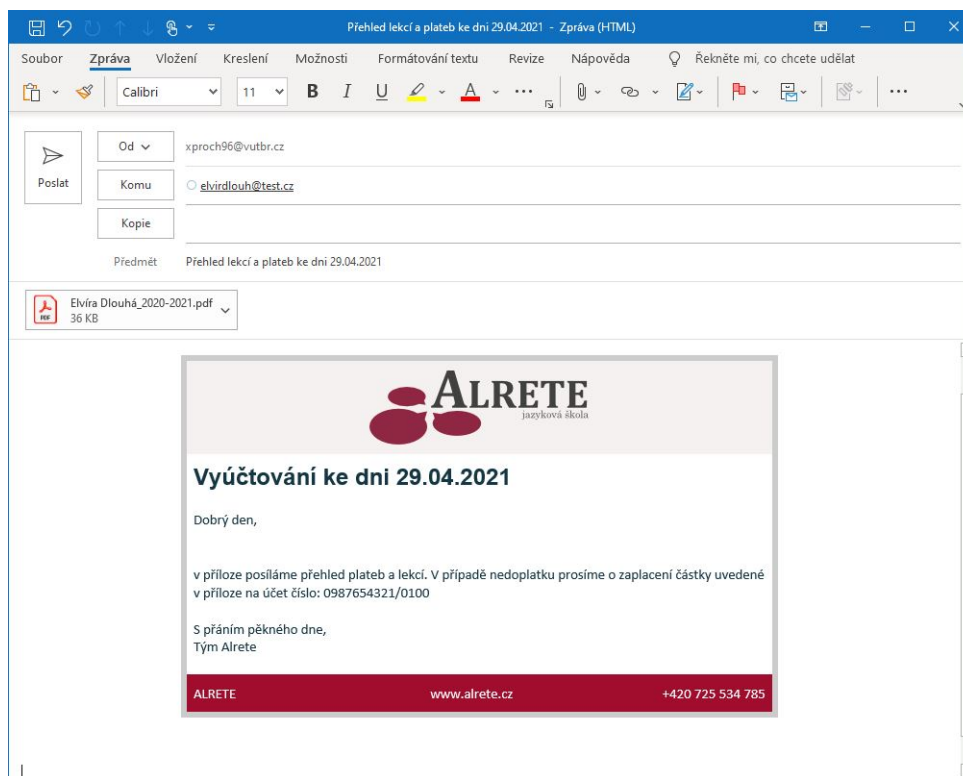 Přehled lekcí a plateb ke dni 29.04.2021 - Zpráva (HTML)
Soubor Zpráva Vložení Kreslení Možnosti Formátování textu Revize Nápověda Řekněte mi, co chcete udělat
Calibri 11 B I U A
Poslat
Od xproch96@vutbr.cz
Komu elvirdlouh@test.cz
Kopie
Předmět Přehled lekcí a plateb ke dni 29.04.2021
PDF
Elvíra Dlouhá_2020-2021.pdf
36 KB
ALRETE
jazyková škola
Vyúčtování ke dni 29.04.2021
Dobrý den,
v příloze posíláme přehled plateb a lekcí. V případě nedoplatku prosíme o zaplacení částky uvedené
v příloze na účet číslo: 0987654321/0100
S přáním pěkného dne,
Tým Alrete
ALRETE www.alrete.cz +420 725 534 785